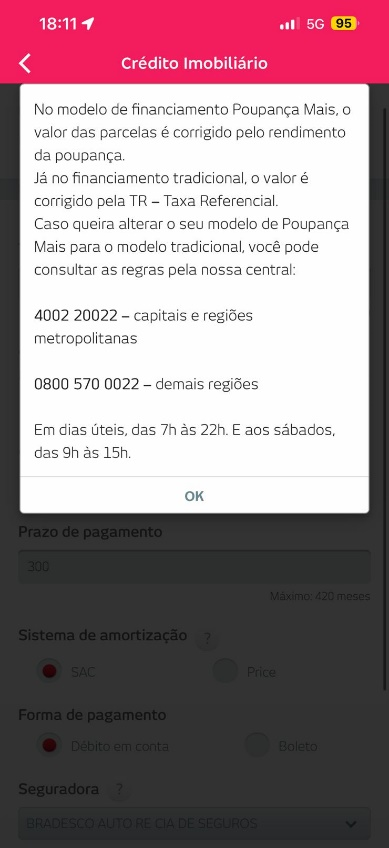 18:11
5G
95
Crédito Imobiliário
No modelo de financiamento Poupança Mais, o
valor das parcelas é corrigido pelo rendimento
da poupança.
Já no financiamento tradicional, o valor é
corrigido pela TR – Taxa Referencial.
Caso queira alterar o seu modelo de Poupança
Mais para o modelo tradicional, você pode
consultar as regras pela nossa central:
4002 20022 – capitais e regiões
metropolitanas
0800 570 0022 – demais regiões
Em dias úteis, das 7h às 22h. E aos sábados,
das 9h às 15h.
OK
Prazo de pagamento
300
Máximo: 420 meses
Sistema de amortização ?
SAC
Price
Forma de pagamento
Débito em conta
Boleto
Seguradora ?
BRADESCO AUTO RE CIA DE SEGUROS